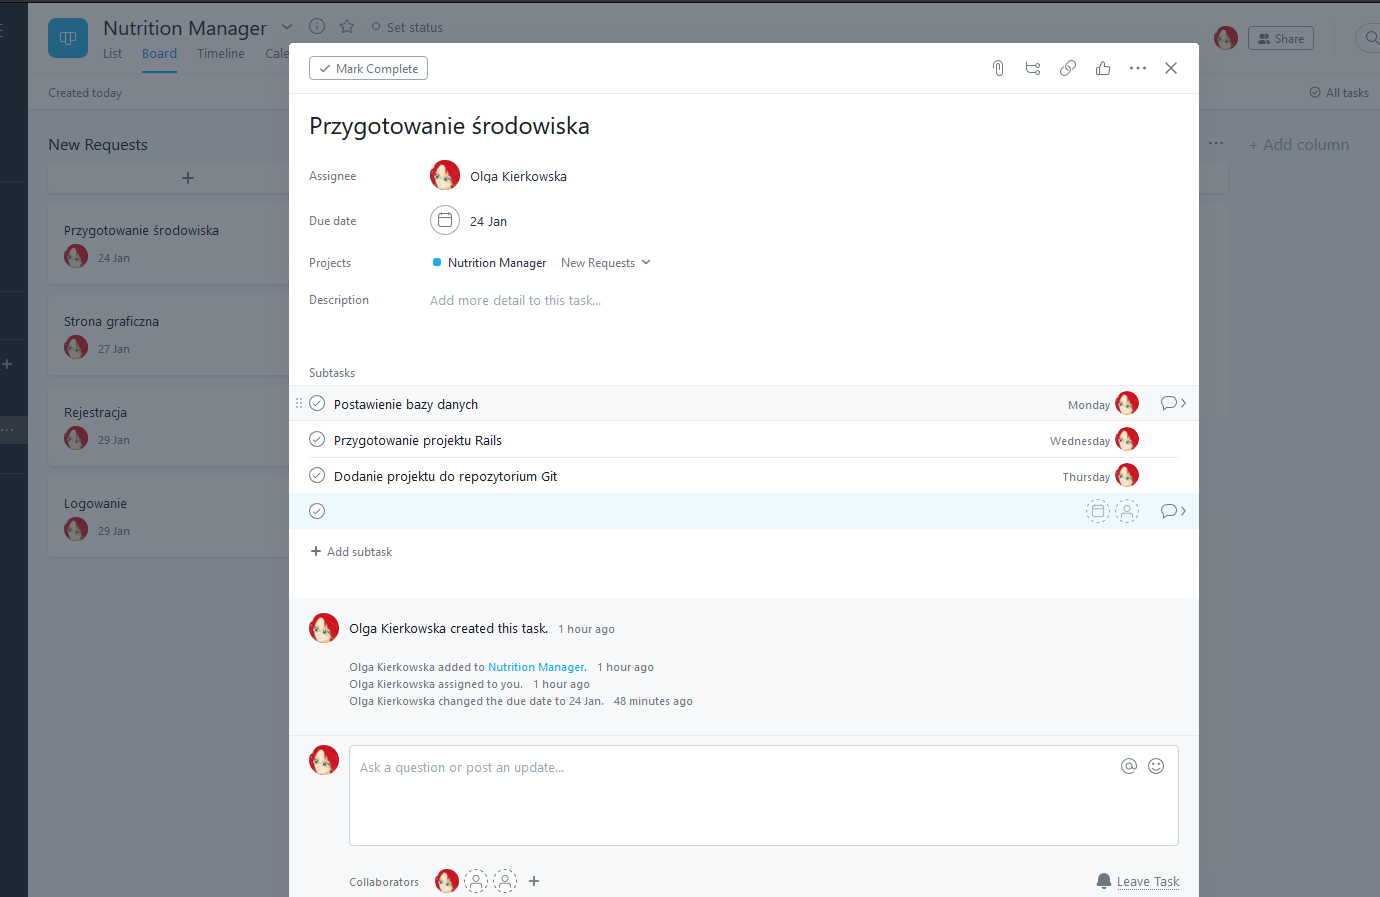 Nutrition Manager
Set status
List Board Timeline Cale
Share
Created today
All tasks
New Requests
+ Add column
Przygotowanie środowiska
24 Jan
Strona graficzna
27 Jan
Rejestracja
29 Jan
Logowanie
29 Jan
Mark Complete
Przygotowanie środowiska
Assignee Olga Kierkowska
Due date 24 Jan
Projects Nutrition Manager New Requests
Description Add more detail to this task...
Subtasks
Postawienie bazy danych Monday
Przygotowanie projektu Rails Wednesday
Dodanie projektu do repozytorium Git Thursday
+ Add subtask
Olga Kierkowska created this task. 1 hour ago
Olga Kierkowska added to Nutrition Manager. 1 hour ago
Olga Kierkowska assigned to you. 1 hour ago
Olga Kierkowska changed the due date to 24 Jan. 48 minutes ago
Ask a question or post an update...
Collaborators
Leave Task